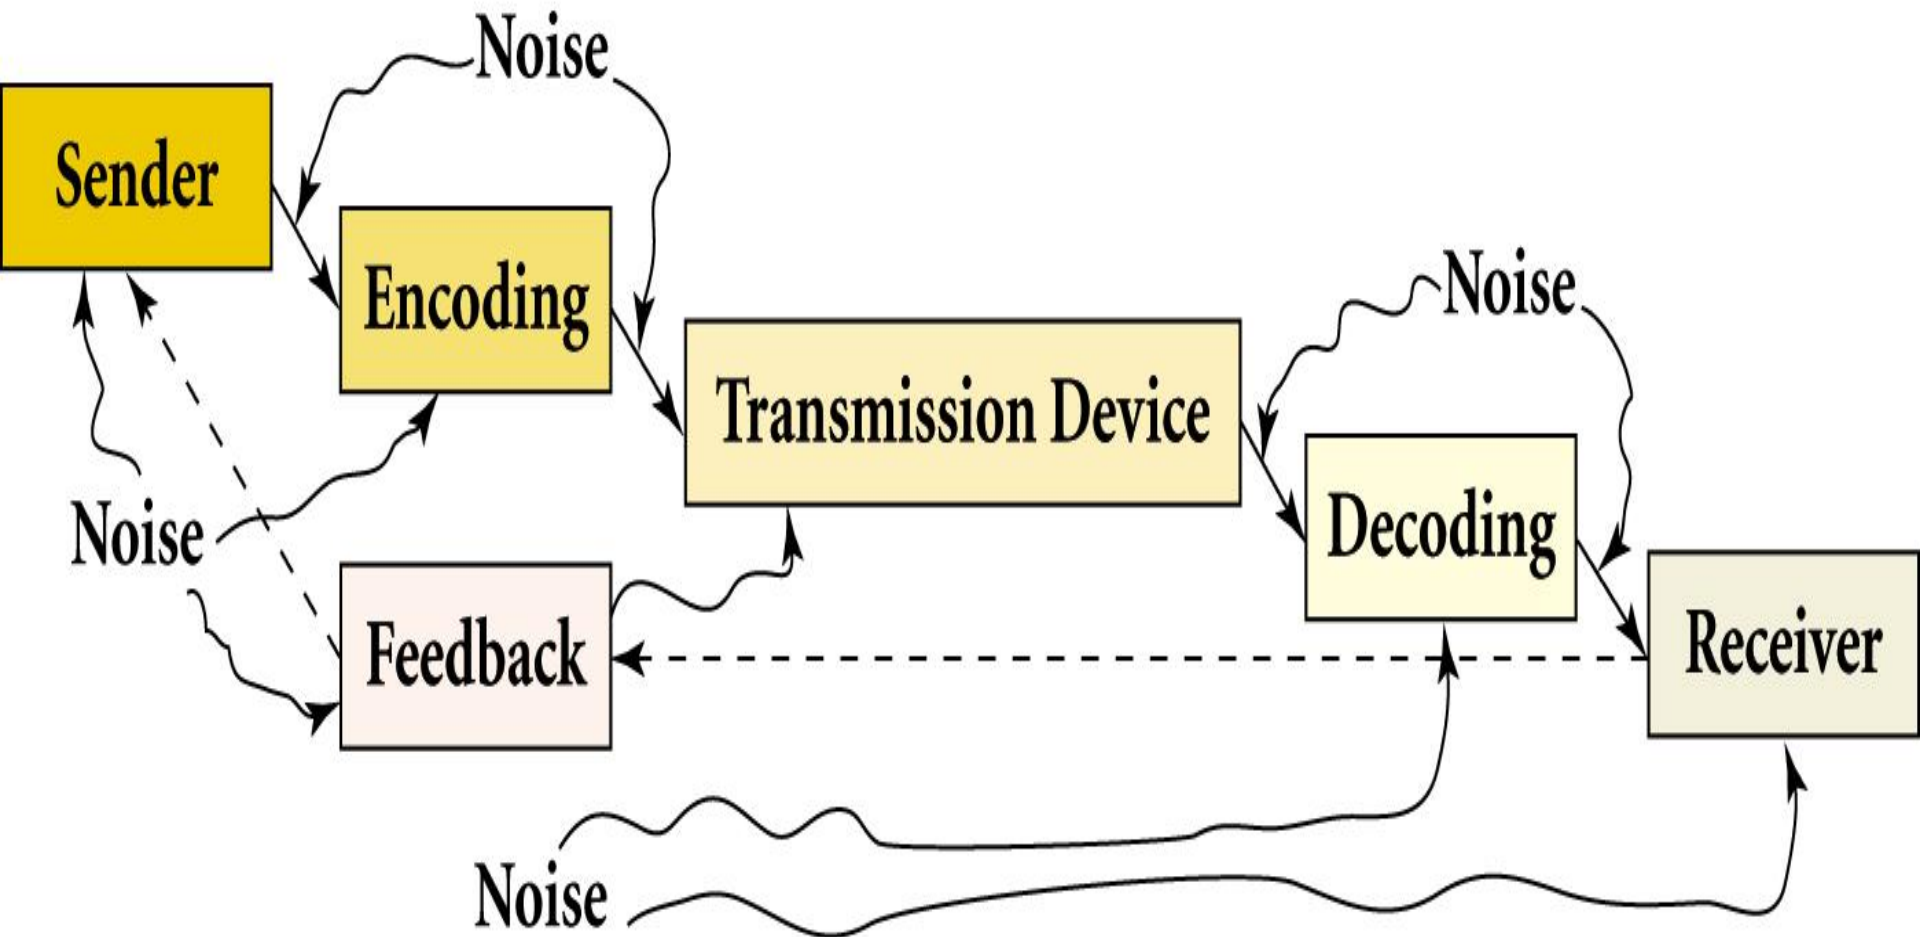 Noise
Sender
Encoding
Noise
Transmission Device
Decoding
Noise
Feedback
Receiver
Noise